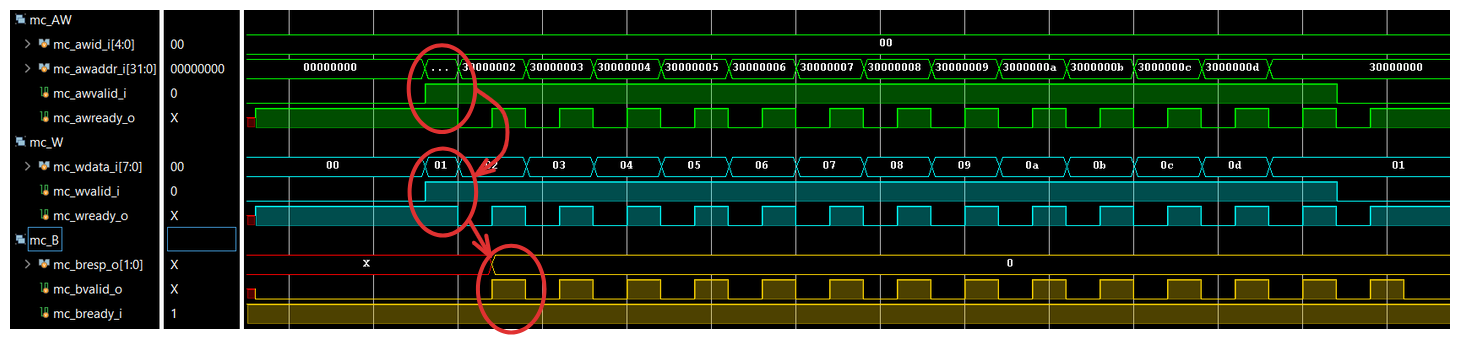 mc_AW
mc_awid_i[4:0] 00 00
mc_awaddr_i[31:0] 00000000 00000000 ... 30000002 30000003 30000004 30000005 30000006 30000007 30000008 30000009 3000000a 3000000b 3000000c 3000000d 30000000
mc_awvalid_i 0
mc_awready_o X
mc_W
mc_wdata_i[7:0] 00 00 01 02 03 04 05 06 07 08 09 0a 0b 0c 0d 01
mc_wvalid_i 0
mc_wready_o X
mc_B
mc_bresp_o[1:0] X X 0
mc_bvalid_o X
mc_bready_i 1